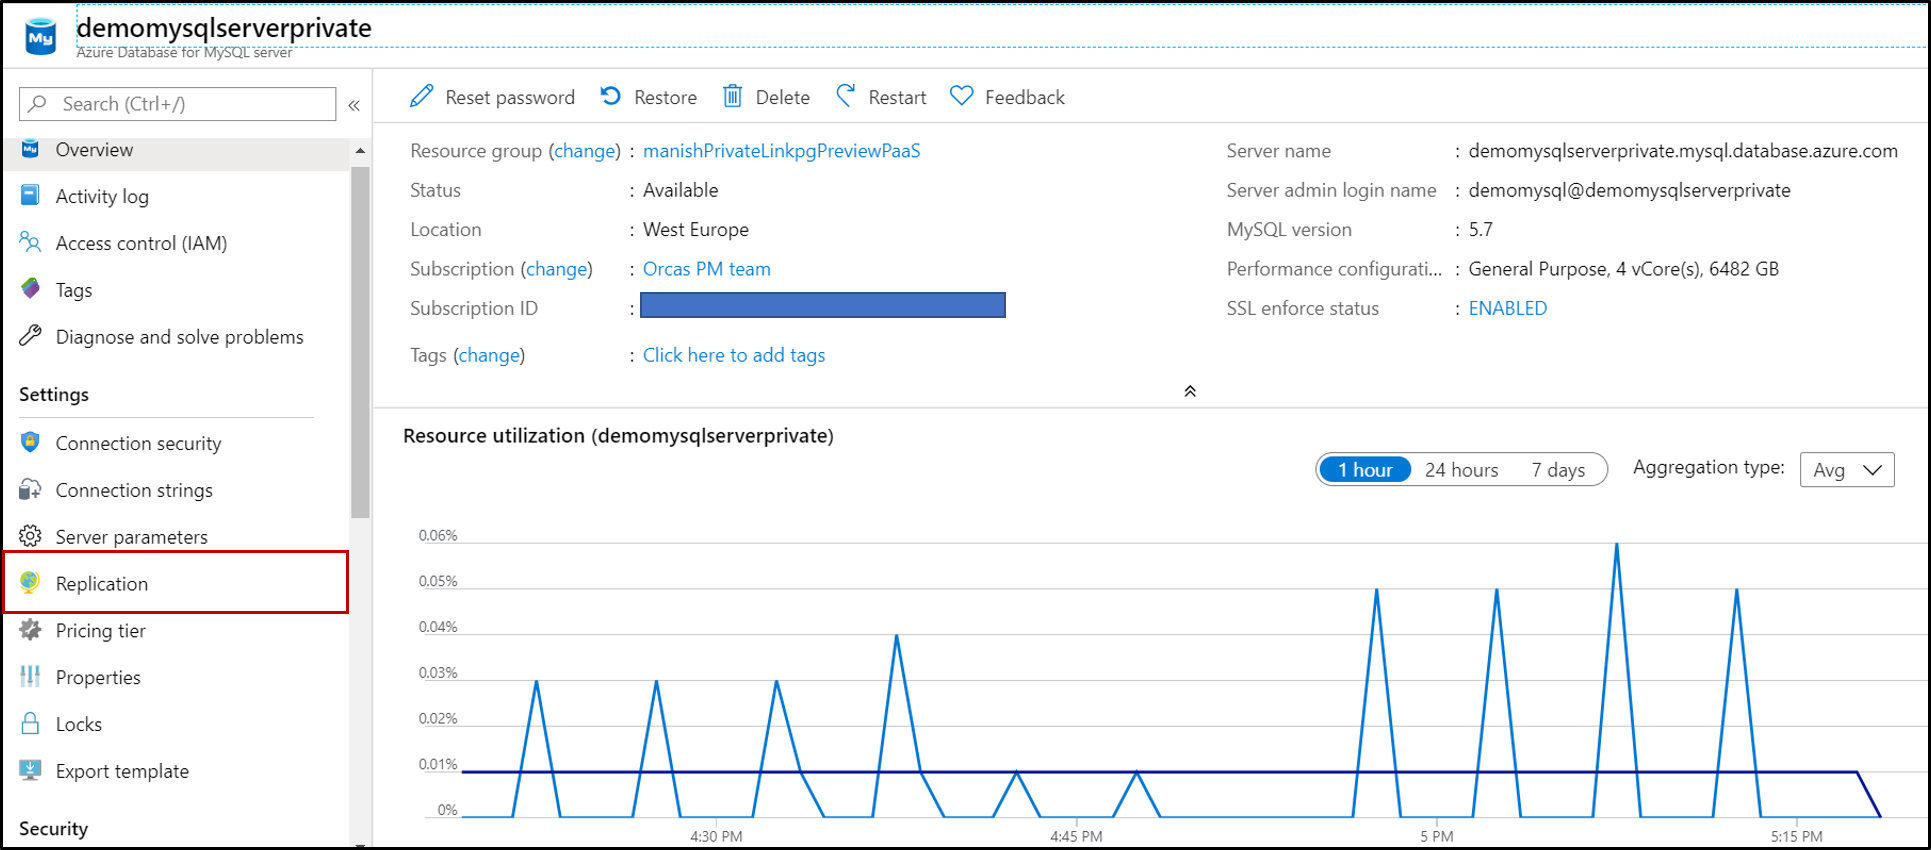 My
demomysqlserverprivate
Azure Database for MySQL server
Search (Ctrl+/)
«
My
Overview
Activity log
Access control (IAM)
Tags
Diagnose and solve problems
Settings
Connection security
Connection strings
Server parameters
Replication
Pricing tier
Properties
Locks
Export template
Security
Reset password
Restore
Delete
Restart
Feedback
Resource group (change) : manishPrivateLinkpgPreviewPaaS
Status : Available
Location : West Europe
Subscription (change) : Orcas PM team
Subscription ID :
Tags (change) : Click here to add tags
Server name : demomysqlserverprivate.mysql.database.azure.com
Server admin login name : demomysql@demomysqlserverprivate
MySQL version : 5.7
Performance configurati... : General Purpose, 4 vCore(s), 6482 GB
SSL enforce status : ENABLED
Resource utilization (demomysqlserverprivate)
1 hour 24 hours 7 days Aggregation type: Avg
0.06%
0.05%
0.04%
0.03%
0.02%
0.01%
0%
4:30 PM 4:45 PM 5 PM 5:15 PM